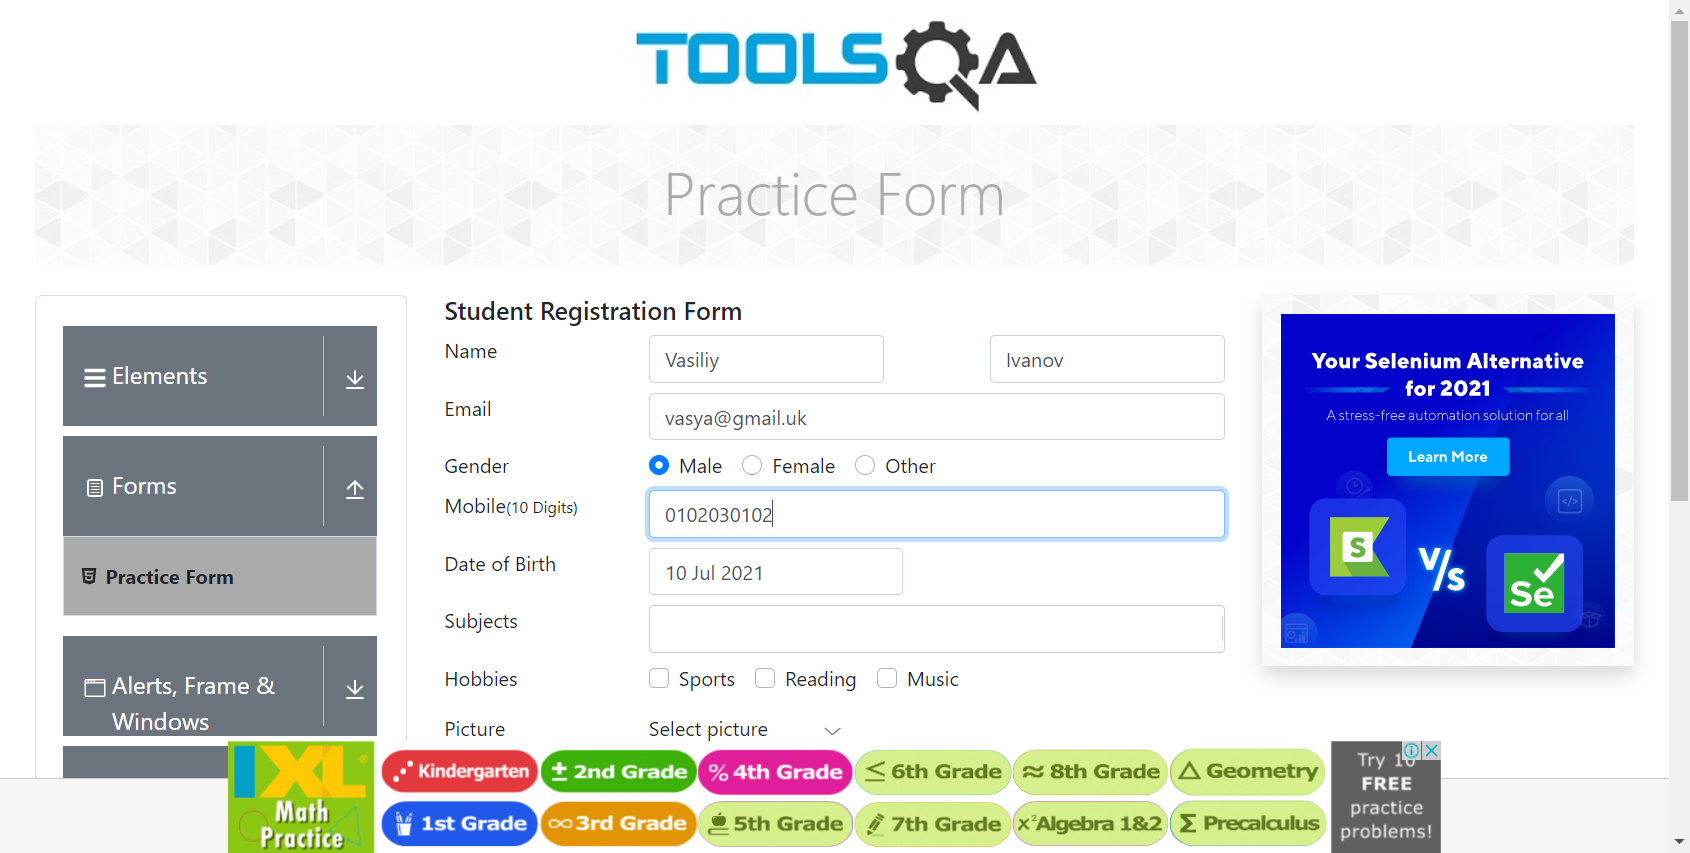 TOOLSQA
Practice Form
Elements
Forms
Practice Form
Alerts, Frame &
Windows
Student Registration Form
Name
Vasiliy
Ivanov
Email
vasya@gmail.uk
Gender
Male
Female
Other
Mobile(10 Digits)
0102030102
Date of Birth
10 Jul 2021
Subjects
Hobbies
Sports
Reading
Music
Picture
Select picture
Your Selenium Alternative
for 2021
A stress-free automation solution for all
Learn More
S
V/s
Se
IXL
Math
Practice
Kindergarten
± 2nd Grade
% 4th Grade
≤ 6th Grade
≈ 8th Grade
△ Geometry
1st Grade
∞ 3rd Grade
5th Grade
7th Grade
x² Algebra 1&2
Σ Precalculus
Try 10
FREE
practice
problems!